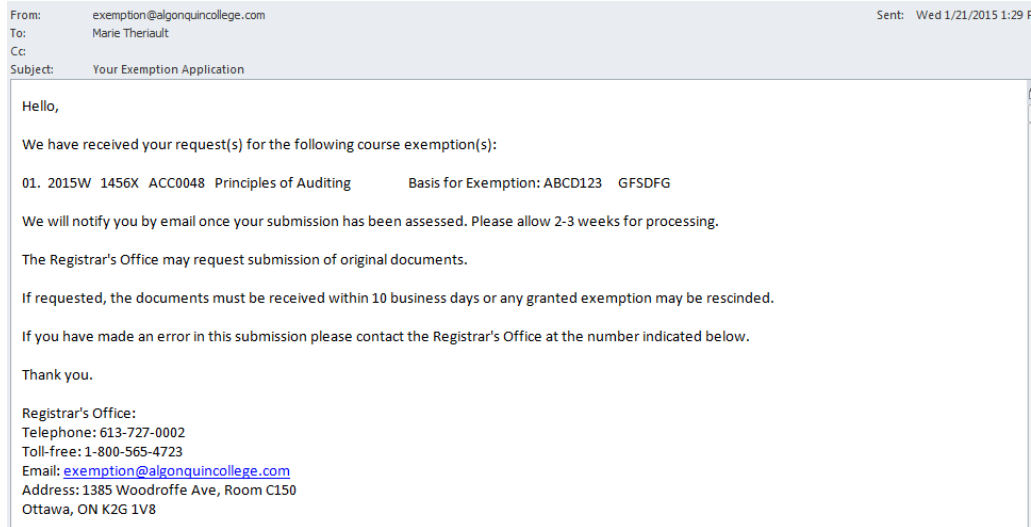 From: exemption@algonquincollege.com Sent: Wed 1/21/2015 1:29
To: Marie Theriault
Cc:
Subject: Your Exemption Application
Hello,
We have received your request(s) for the following course exemption(s):
01. 2015W 1456X ACC0048 Principles of Auditing Basis for Exemption: ABCD123 GFSDFG
We will notify you by email once your submission has been assessed. Please allow 2-3 weeks for processing.
The Registrar's Office may request submission of original documents.
If requested, the documents must be received within 10 business days or any granted exemption may be rescinded.
If you have made an error in this submission please contact the Registrar's Office at the number indicated below.
Thank you.
Registrar's Office:
Telephone: 613-727-0002
Toll-free: 1-800-565-4723
Email: exemption@algonquincollege.com
Address: 1385 Woodroffe Ave, Room C150
Ottawa, ON K2G 1V8